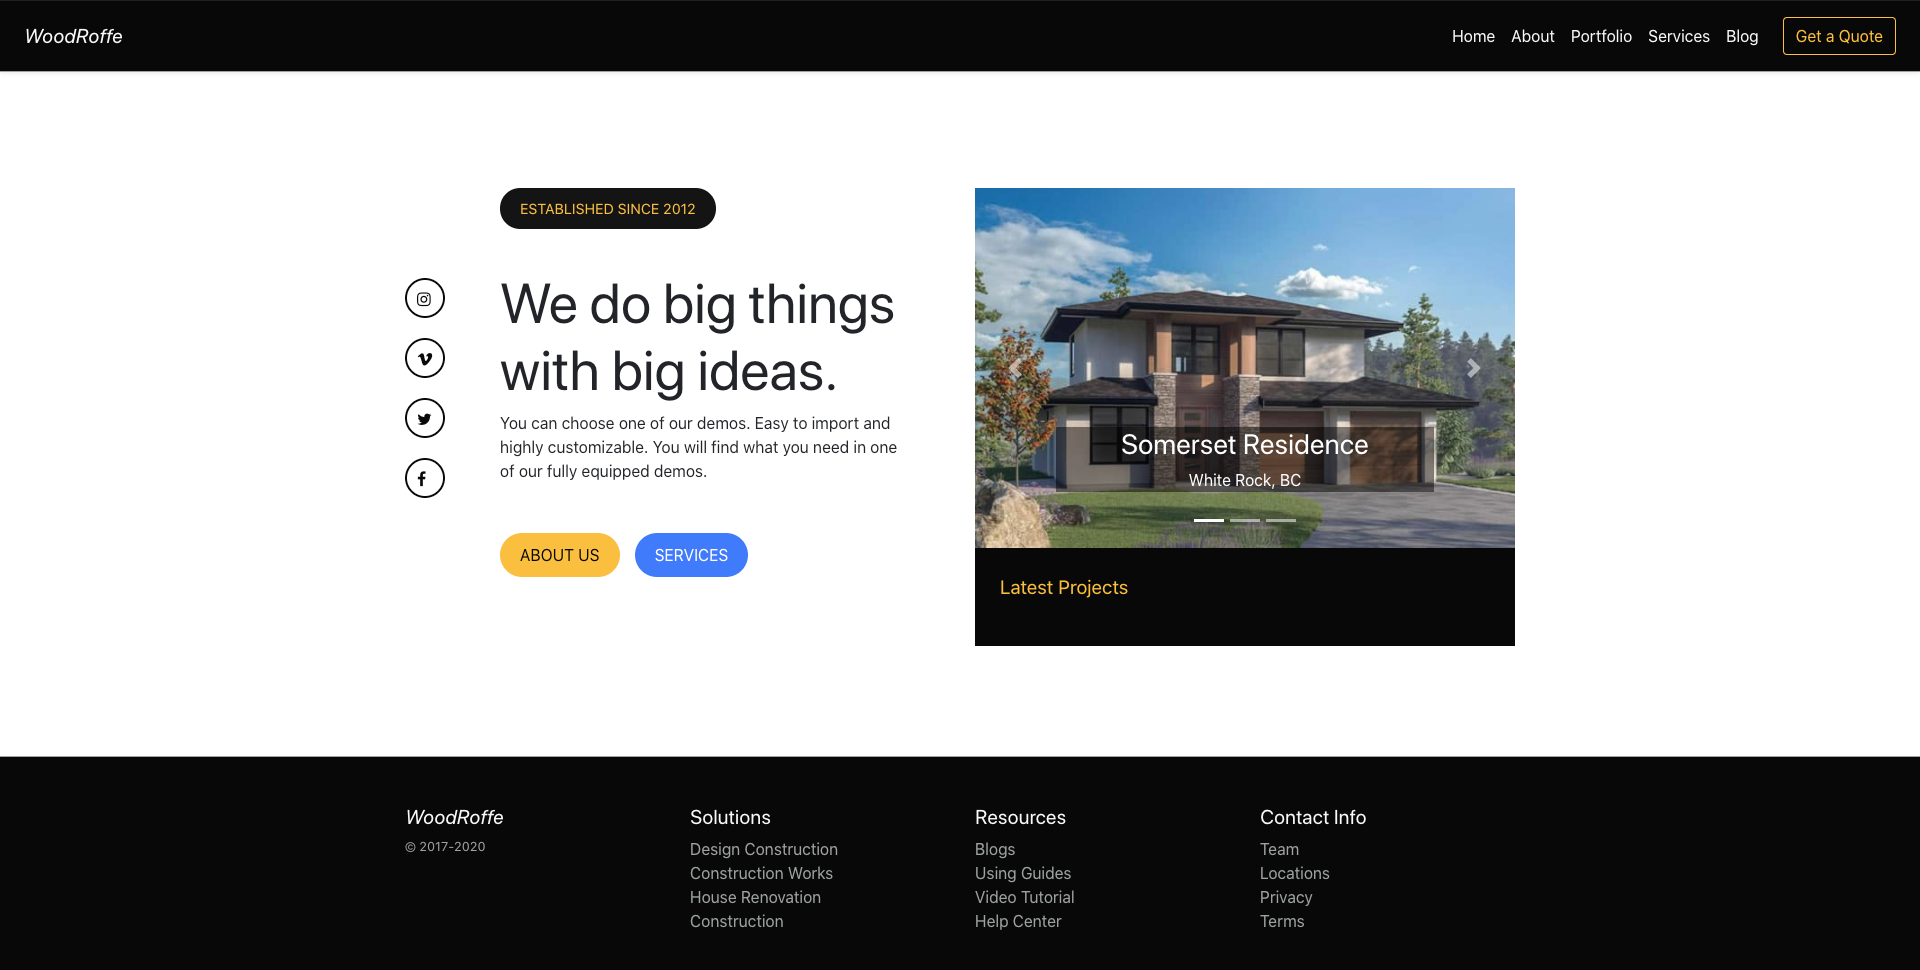 WoodRoffe
Home About Portfolio Services Blog Get a Quote
ESTABLISHED SINCE 2012
We do big things
with big ideas.
You can choose one of our demos. Easy to import and
highly customizable. You will find what you need in one
of our fully equipped demos.
ABOUT US SERVICES
Somerset Residence
White Rock, BC
Latest Projects
WoodRoffe
© 2017-2020
Solutions
Design Construction
Construction Works
House Renovation
Construction
Resources
Blogs
Using Guides
Video Tutorial
Help Center
Contact Info
Team
Locations
Privacy
Terms